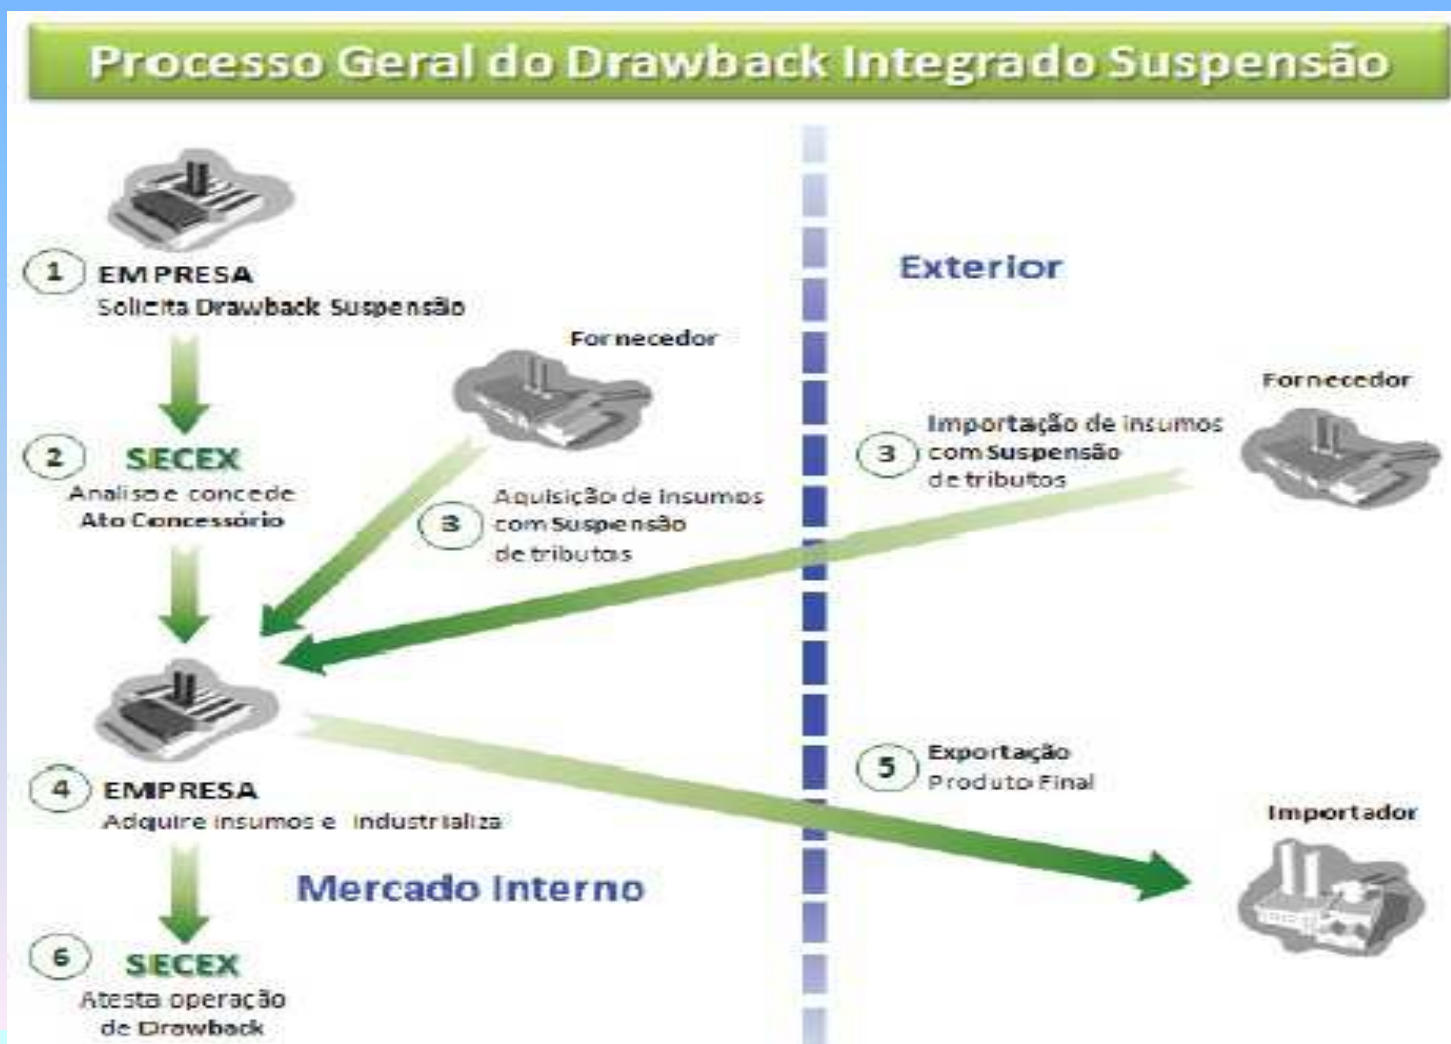 Processo Geral do Drawback Integrado Suspensão
1
EMPRESA
Solicita Drawback Suspensão
2
SECEX
Analisa e concede
Ato Concessório
Fornecedor
3
Aquisição de insumos
com Suspensão
de tributos
Exterior
Fornecedor
3
Importação de insumos
com Suspensão
de tributos
4
EMPRESA
Adquire insumos e industrializa
Mercado Interno
5
Exportação
Produto Final
Importador
6
SECEX
Atesta operação
de Drawback